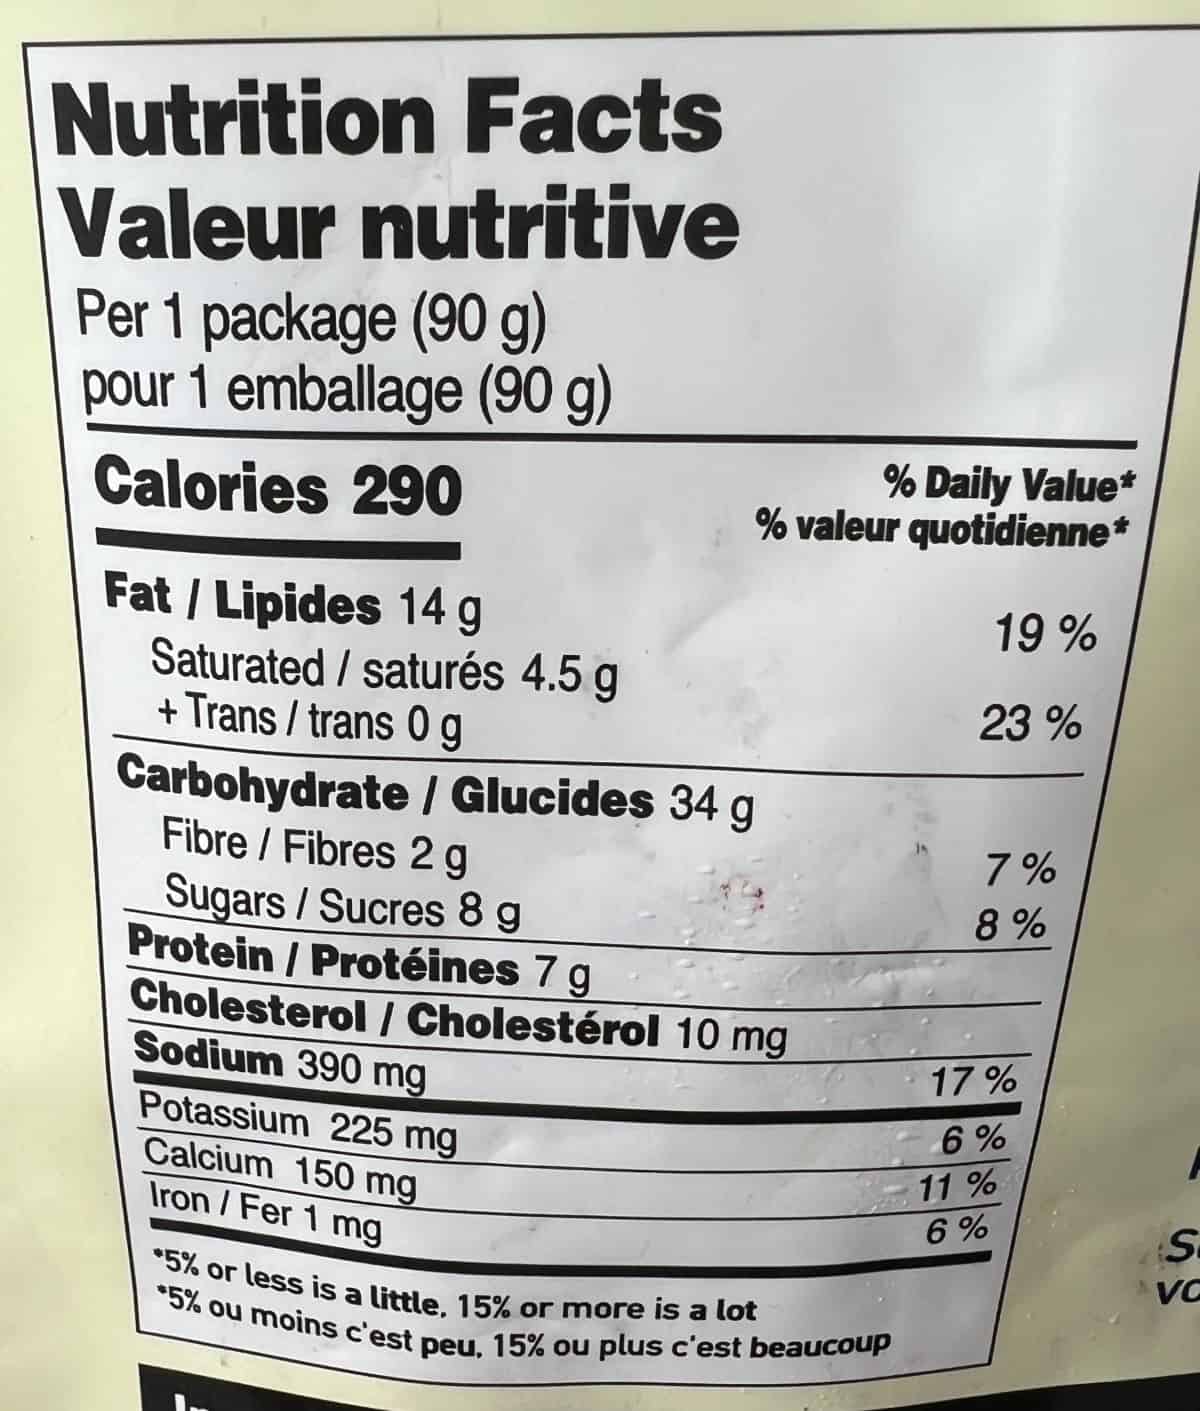 Nutrition Facts
Valeur nutritive
Per 1 package (90 g)
pour 1 emballage (90 g)
Calories 290
% Daily Value*
% valeur quotidienne*
Fat / Lipides 14 g 19 %
Saturated / saturés 4.5 g
+ Trans / trans 0 g 23 %
Carbohydrate / Glucides 34 g
Fibre / Fibres 2 g 7 %
Sugars / Sucres 8 g 8 %
Protein / Protéines 7 g
Cholesterol / Cholestérol 10 mg
Sodium 390 mg 17 %
Potassium 225 mg 6 %
Calcium 150 mg 11 %
Iron / Fer 1 mg 6 %
*5% or less is a little, 15% or more is a lot
*5% ou moins c'est peu, 15% ou plus c'est beaucoup